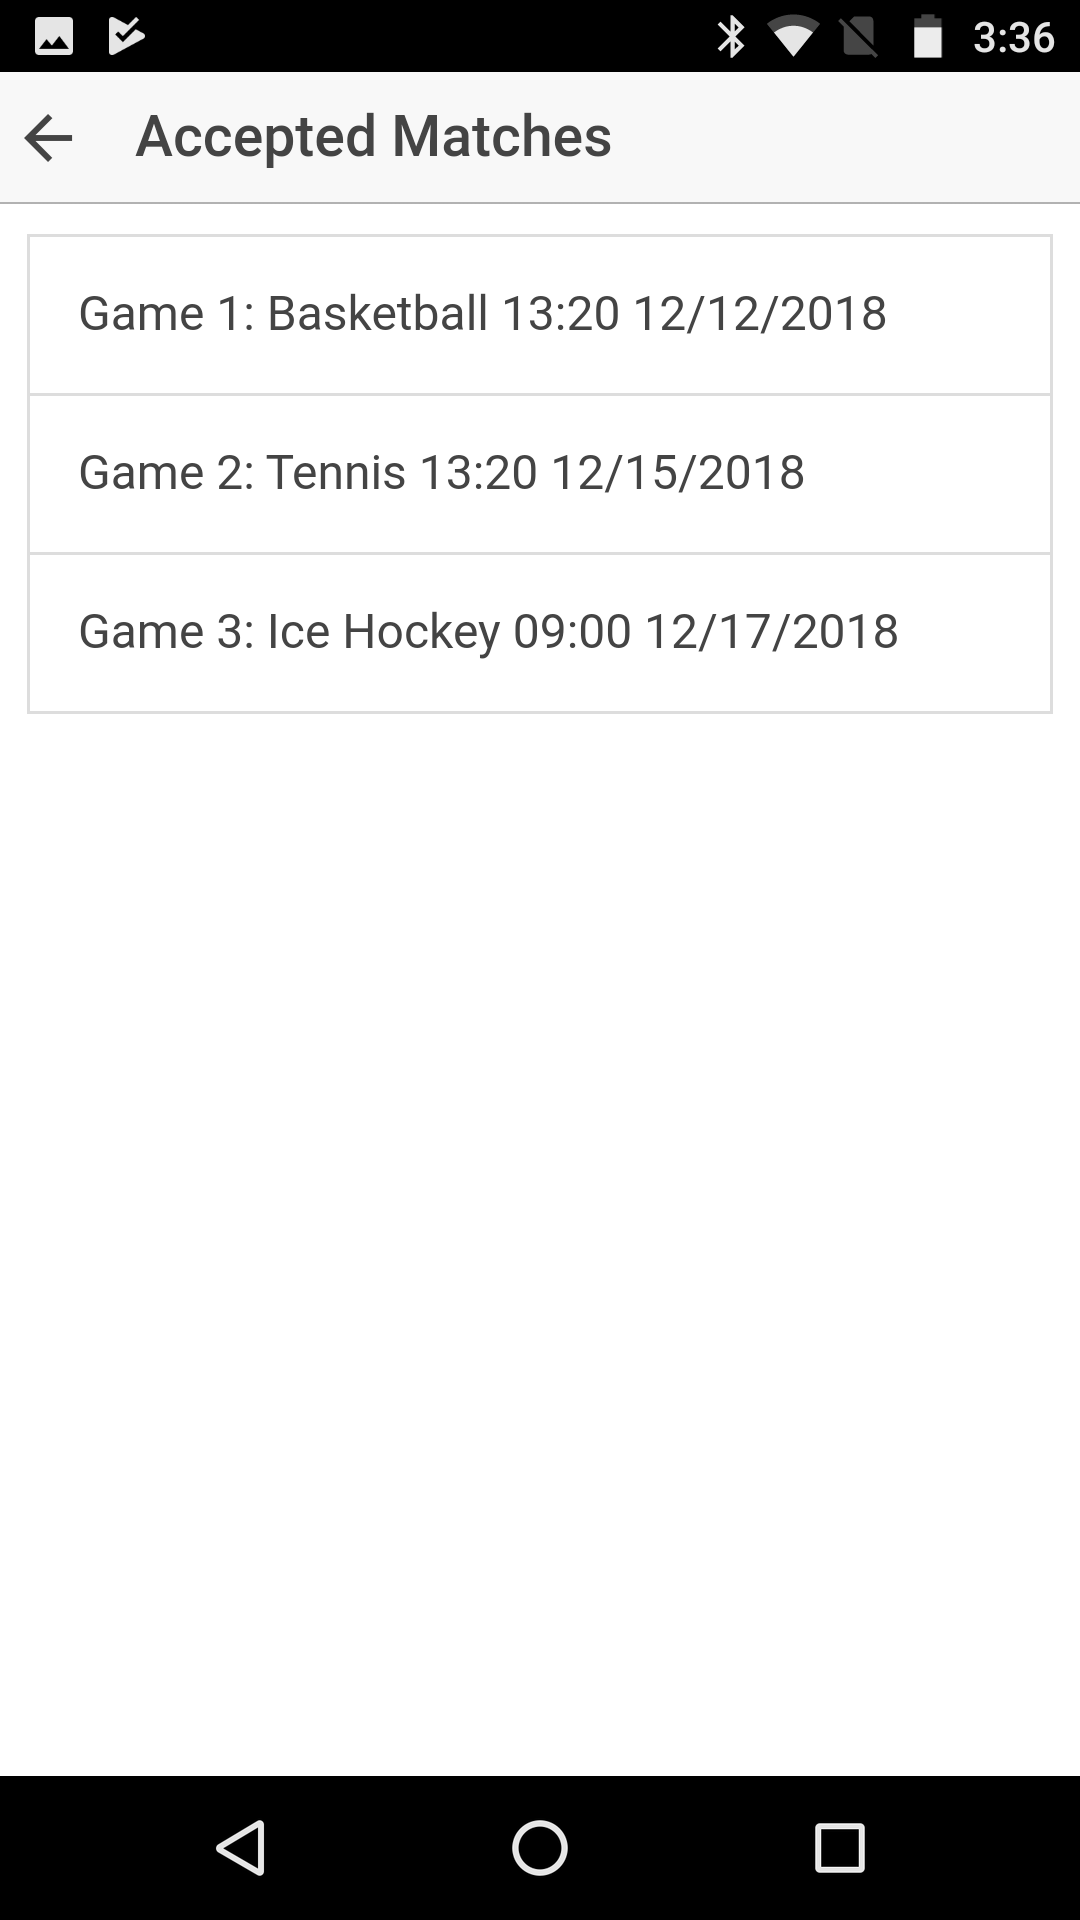 3:36
Accepted Matches
Game 1: Basketball 13:20 12/12/2018
Game 2: Tennis 13:20 12/15/2018
Game 3: Ice Hockey 09:00 12/17/2018